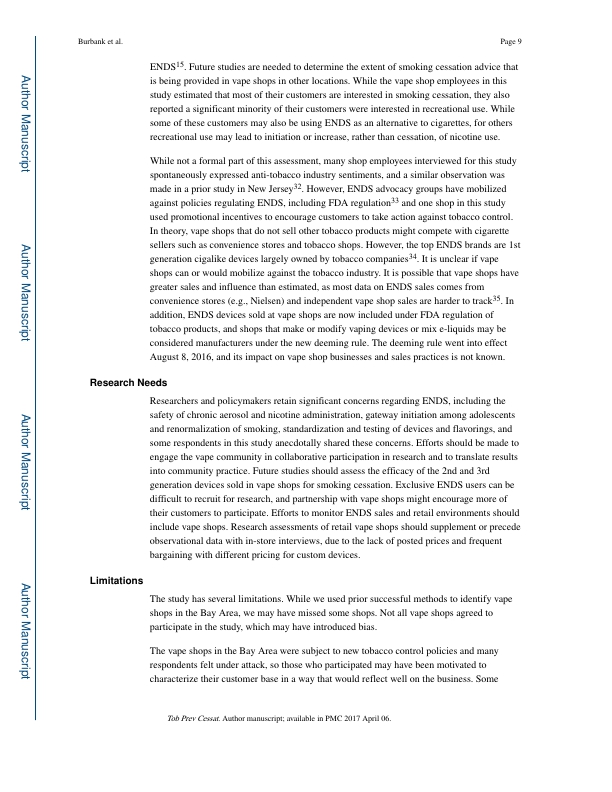 Burbank et al.
Page 9
ENDS15. Future studies are needed to determine the extent of smoking cessation advice that
is being provided in vape shops in other locations. While the vape shop employees in this
study estimated that most of their customers are interested in smoking cessation, they also
reported a significant minority of their customers were interested in recreational use. While
some of these customers may also be using ENDS as an alternative to cigarettes, for others
recreational use may lead to initiation or increase, rather than cessation, of nicotine use.
While not a formal part of this assessment, many shop employees interviewed for this study
spontaneously expressed anti-tobacco industry sentiments, and a similar observation was
made in a prior study in New Jersey32. However, ENDS advocacy groups have mobilized
against policies regulating ENDS, including FDA regulation33 and one shop in this study
used promotional incentives to encourage customers to take action against tobacco control.
In theory, vape shops that do not sell other tobacco products might compete with cigarette
sellers such as convenience stores and tobacco shops. However, the top ENDS brands are 1st
generation cigalike devices largely owned by tobacco companies34. It is unclear if vape
shops can or would mobilize against the tobacco industry. It is possible that vape shops have
greater sales and influence than estimated, as most data on ENDS sales comes from
convenience stores (e.g., Nielsen) and independent vape shop sales are harder to track35. In
addition, ENDS devices sold at vape shops are now included under FDA regulation of
tobacco products, and shops that make or modify vaping devices or mix e-liquids may be
considered manufacturers under the new deeming rule. The deeming rule went into effect
August 8, 2016, and its impact on vape shop businesses and sales practices is not known.
Research Needs
Researchers and policymakers retain significant concerns regarding ENDS, including the
safety of chronic aerosol and nicotine administration, gateway initiation among adolescents
and renormalization of smoking, standardization and testing of devices and flavorings, and
some respondents in this study anecdotally shared these concerns. Efforts should be made to
engage the vape community in collaborative participation in research and to translate results
into community practice. Future studies should assess the efficacy of the 2nd and 3rd
generation devices sold in vape shops for smoking cessation. Exclusive ENDS users can be
difficult to recruit for research, and partnership with vape shops might encourage more of
their customers to participate. Efforts to monitor ENDS sales and retail environments should
include vape shops. Research assessments of retail vape shops should supplement or precede
observational data with in-store interviews, due to the lack of posted prices and frequent
bargaining with different pricing for custom devices.
Limitations
The study has several limitations. While we used prior successful methods to identify vape
shops in the Bay Area, we may have missed some shops. Not all vape shops agreed to
participate in the study, which may have introduced bias.
The vape shops in the Bay Area were subject to new tobacco control policies and many
respondents felt under attack, so those who participated may have been motivated to
characterize their customer base in a way that would reflect well on the business. Some
Tob Prev Cessat. Author manuscript; available in PMC 2017 April 06.
Author Manuscript
Author Manuscript
Author Manuscript
Author Manuscript